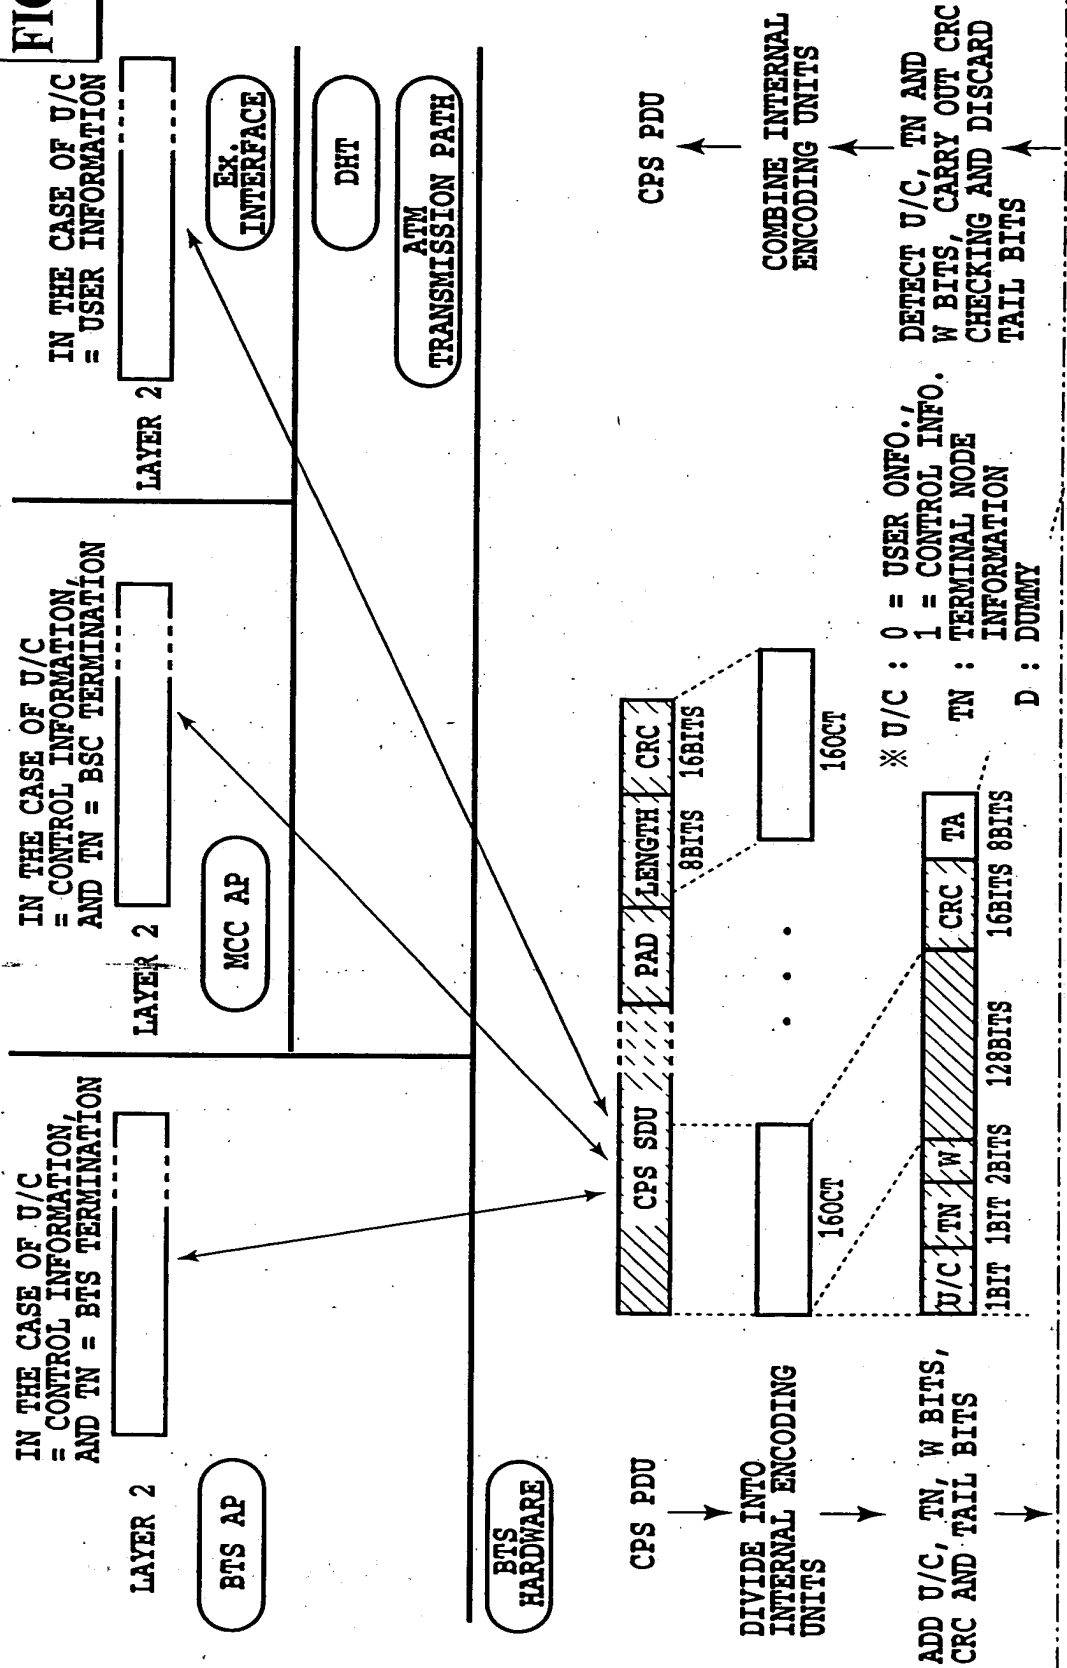 FIG
IN THE CASE OF U/C
= CONTROL INFORMATION,
AND TN = BTS TERMINATION
IN THE CASE OF U/C
= CONTROL INFORMATION,
AND TN = BSC TERMINATION
IN THE CASE OF U/C
= USER INFORMATION
LAYER 2
LAYER 2
LAYER 2
BTS AP
MCC AP
Ex.
INTERFACE
DHT
ATM
TRANSMISSION PATH
BTS
HARDWARE
CPS PDU
CPS SDU
PAD
LENGTH
CRC
8BITS
16BITS
CPS PDU
DIVIDE INTO
INTERNAL ENCODING
UNITS
16OCT
16OCT
COMBINE INTERNAL
ENCODING UNITS
※ U/C : 0 = USER ONFO.,
1 = CONTROL INFO.
TN : TERMINAL NODE
INFORMATION
D : DUMMY
ADD U/C, TN, W BITS,
CRC AND TAIL BITS
U/C
TN
W
CRC
TA
1BIT
1BIT
2BITS
128BITS
16BITS
8BITS
DETECT U/C, TN AND
W BITS, CARRY OUT CRC
CHECKING AND DISCARD
TAIL BITS